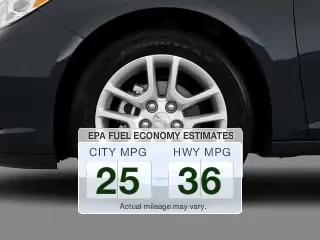 EPA FUEL ECONOMY ESTIMATES
CITY MPG HWY MPG
25 36
Actual mileage may vary.